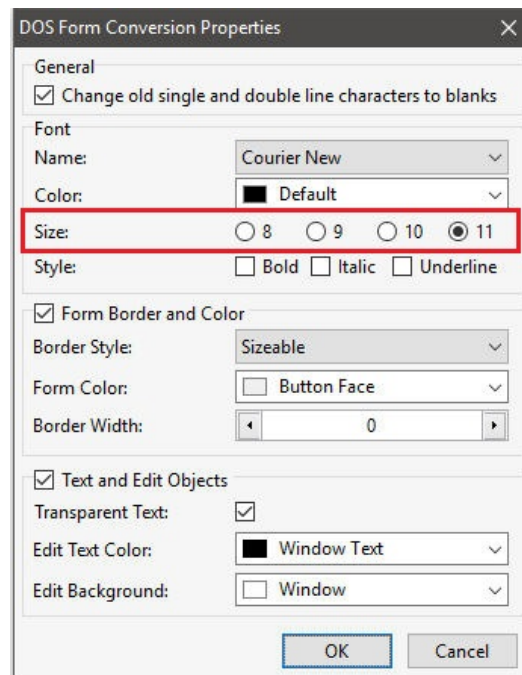 DOS Form Conversion Properties
General
Change old single and double line characters to blanks
Font
Name: Courier New
Color: Default
Size: 8 9 10 11
Style: Bold Italic Underline
Form Border and Color
Border Style: Sizeable
Form Color: Button Face
Border Width: 0
Text and Edit Objects
Transparent Text:
Edit Text Color: Window Text
Edit Background: Window
OK Cancel